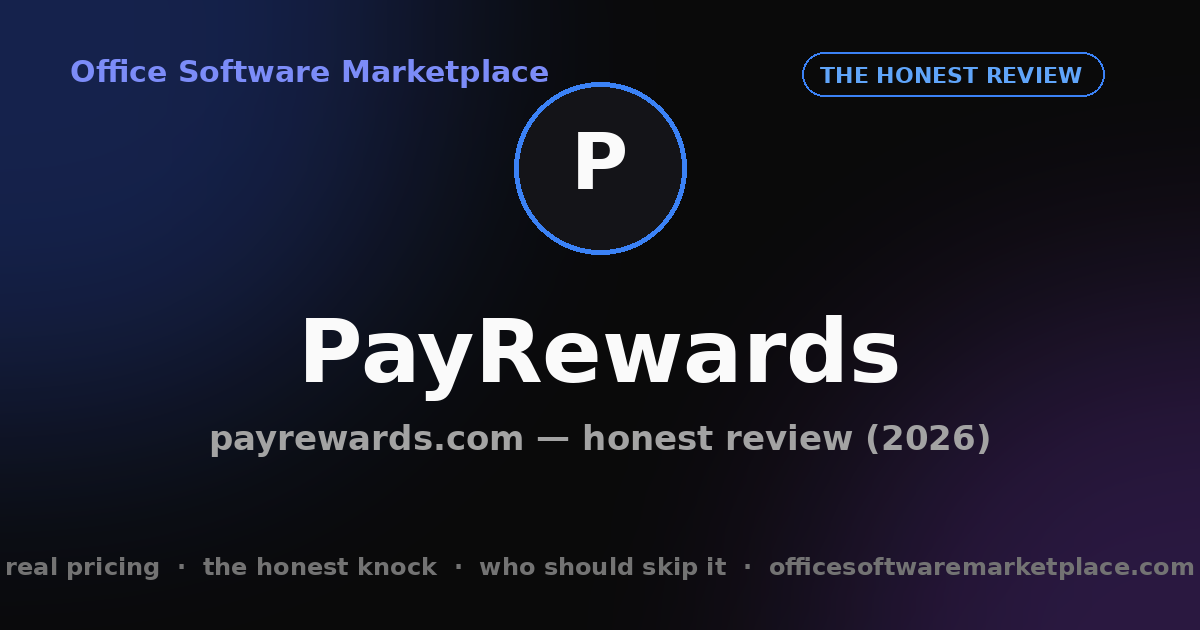 Office Software Marketplace
THE HONEST REVIEW
P
PayRewards
payrewards.com — honest review (2026)
real pricing · the honest knock · who should skip it · officesoftwaremarketplace.com